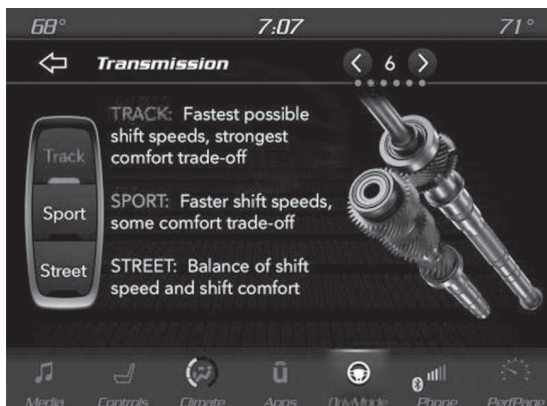 68° 7:07 71°
Transmission 6
TRACK: Fastest possible
shift speeds, strongest
comfort trade-off
Track
SPORT: Faster shift speeds,
some comfort trade-off
Sport
STREET: Balance of shift
speed and shift comfort
Street
Media Controls Climate Apps DriveMode Phone PerfPage